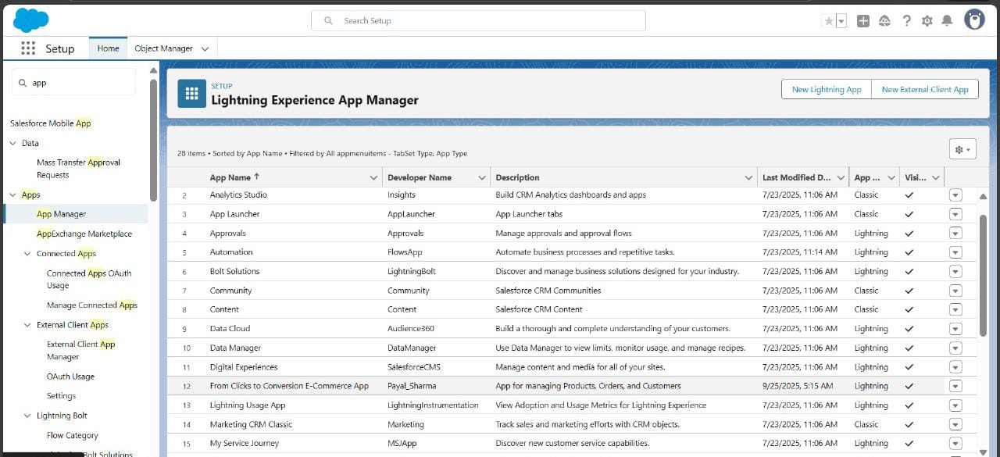 Search Setup
Setup
Home
Object Manager
app
Salesforce Mobile App
Data
Mass Transfer Approval
Requests
Apps
App Manager
AppExchange Marketplace
Connected Apps
Connected Apps OAuth
Usage
Manage Connected Apps
External Client Apps
External Client App
Manager
OAuth Usage
Settings
Lightning Bolt
Flow Category
Bolt Solutions
SETUP
Lightning Experience App Manager
New Lightning App
New External Client App
28 items • Sorted by App Name • Filtered by All appmenuitems - TabSet Type, App Type
App Name Developer Name Description Last Modified D... App ... Visi...
2 Analytics Studio Insights Build CRM Analytics dashboards and apps 7/23/2025, 11:06 AM Classic
3 App Launcher AppLauncher App Launcher tabs 7/23/2025, 11:06 AM Classic
4 Approvals Approvals Manage approvals and approval flows 7/23/2025, 11:06 AM Lightning
5 Automation FlowsApp Automate business processes and repetitive tasks. 7/23/2025, 11:14 AM Lightning
6 Bolt Solutions LightningBolt Discover and manage business solutions designed for your industry. 7/23/2025, 11:06 AM Lightning
7 Community Community Salesforce CRM Communities 7/23/2025, 11:06 AM Classic
8 Content Content Salesforce CRM Content 7/23/2025, 11:06 AM Classic
9 Data Cloud Audience360 Build a thorough and complete understanding of your customers. 7/23/2025, 11:06 AM Lightning
10 Data Manager DataManager Use Data Manager to view limits, monitor usage, and manage recipes. 7/23/2025, 11:06 AM Lightning
11 Digital Experiences SalesforceCMS Manage content and media for all of your sites. 7/23/2025, 11:06 AM Lightning
12 From Clicks to Conversion E-Commerce App Payal_Sharma App for managing Products, Orders, and Customers 9/25/2025, 5:15 AM Lightning
13 Lightning Usage App LightningInstrumentation View Adoption and Usage Metrics for Lightning Experience 7/23/2025, 11:06 AM Lightning
14 Marketing CRM Classic Marketing Track sales and marketing efforts with CRM objects. 7/23/2025, 11:06 AM Classic
15 My Service Journey MSJApp Discover new customer service capabilities. 7/23/2025, 11:06 AM Lightning